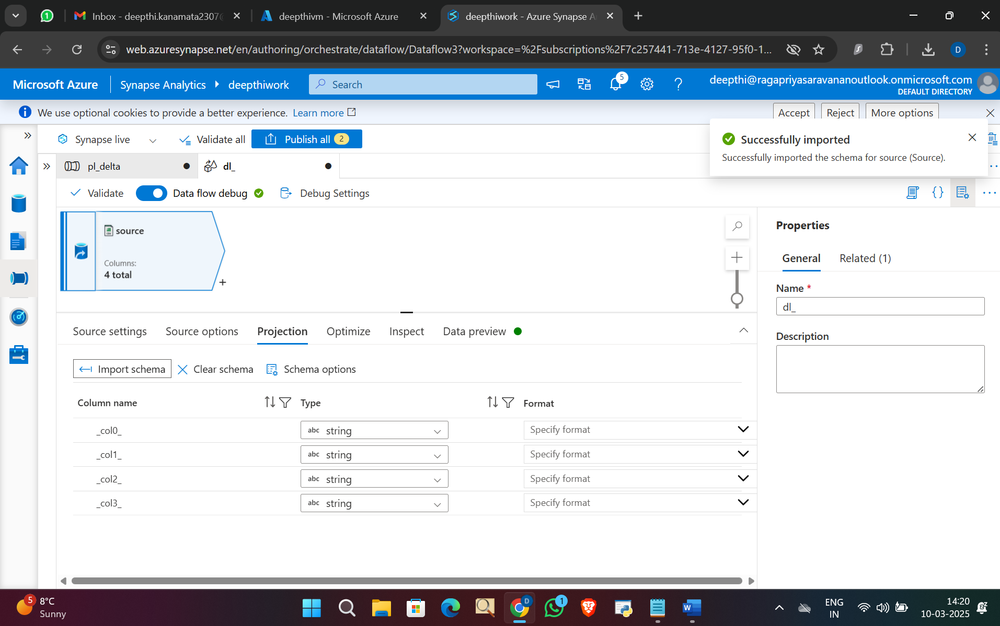 1
Inbox - deepthi.kanamata2307@
deepthivm - Microsoft Azure
deepthiwork - Azure Synapse A
web.azuresynapse.net/en/authoring/orchestrate/dataflow/Dataflow3?workspace=%2Fsubscriptions%2F7c257441-713e-4127-95f0-1...
D
Microsoft Azure
Synapse Analytics
deepthiwork
Search
5
deepthi@ragapriyasaravananoutlook.onmicrosoft.com
DEFAULT DIRECTORY
We use optional cookies to provide a better experience. Learn more
Accept
Reject
More options
Synapse live
Validate all
Publish all 2
Successfully imported
Successfully imported the schema for source (Source).
pl_delta
dl_
Validate
Data flow debug
Debug Settings
{}
source
Columns:
4 total
Properties
General
Related (1)
Name *
dl_
Description
Source settings
Source options
Projection
Optimize
Inspect
Data preview
Import schema
Clear schema
Schema options
Column name
Type
Format
_col0_ abc string Specify format
_col1_ abc string Specify format
_col2_ abc string Specify format
_col3_ abc string Specify format
5
8°C
Sunny
D
1
W
ENG
IN
14:20
10-03-2025